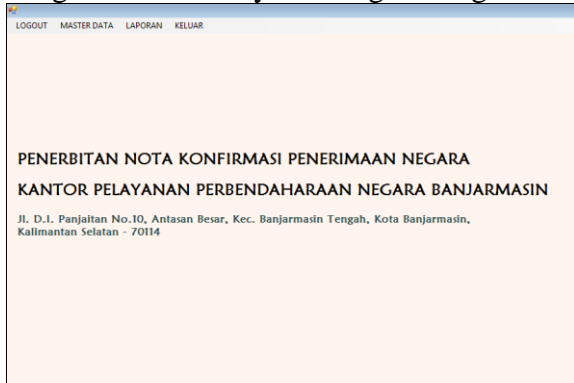 LOGOUT MASTER DATA LAPORAN KELUAR
PENERBITAN NOTA KONFIRMASI PENERIMAAN NEGARA
KANTOR PELAYANAN PERBENDAHARAAN NEGARA BANJARMASIN
Jl. D.I. Panjaitan No.10, Antasan Besar, Kec. Banjarmasin Tengah, Kota Banjarmasin,
Kalimantan Selatan - 70114